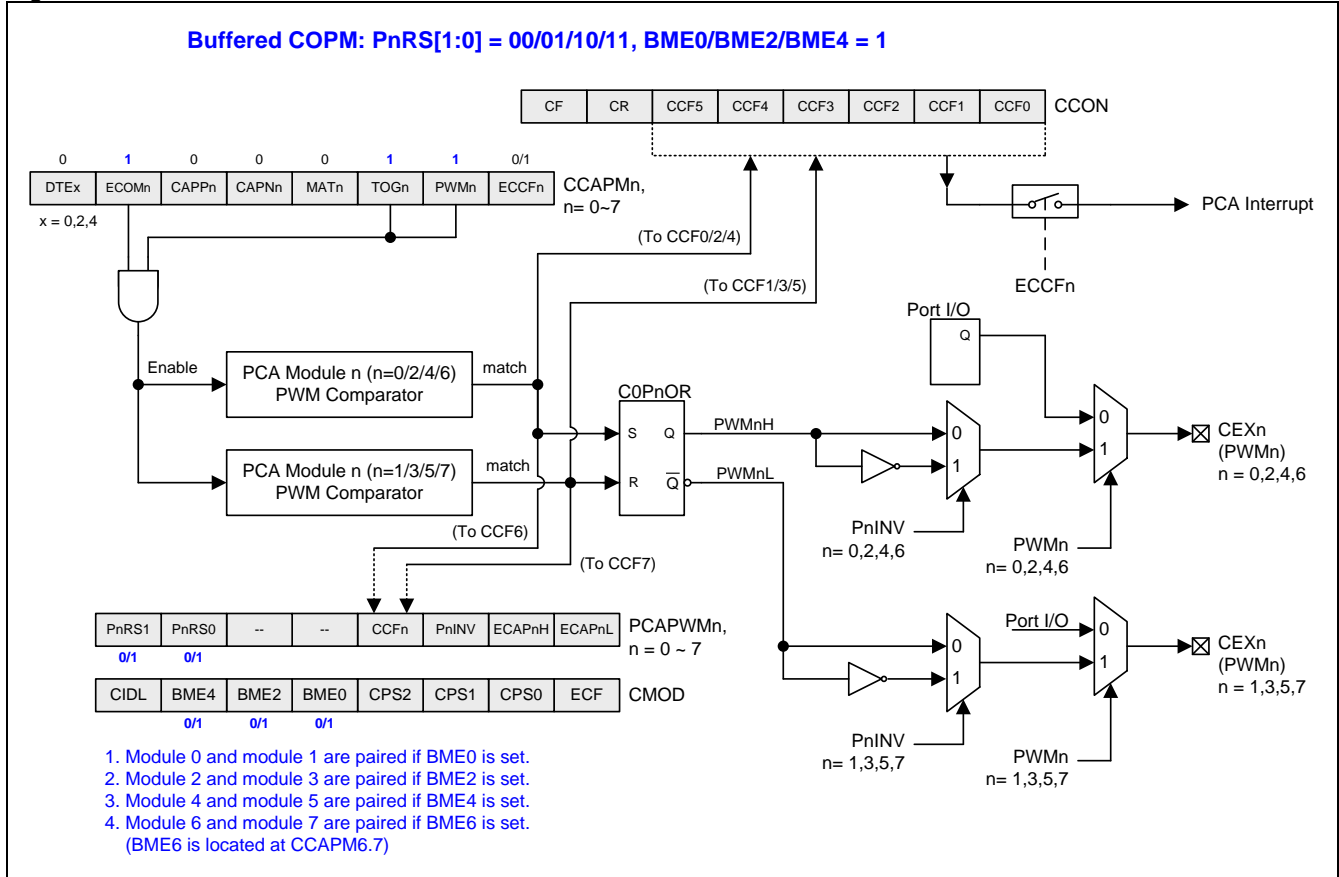 Buffered COPM: PnRS[1:0] = 00/01/10/11, BME0/BME2/BME4 = 1
CF CR CCF5 CCF4 CCF3 CCF2 CCF1 CCF0 CCON
0 1 0 0 0 1 1 0/1
DTEx ECOMn CAPPn CAPNn MATn TOGn PWMn ECCFn CCAPMn,
n= 0~7
x = 0,2,4
PCA Interrupt
(To CCF0/2/4)
(To CCF1/3/5)
ECCFn
Port I/O
Q
Enable
PCA Module n (n=0/2/4/6)
PWM Comparator
match
C0PnOR
S Q
PWMnH
0
1
0
1
CEXn
(PWMn)
n = 0,2,4,6
PCA Module n (n=1/3/5/7)
PWM Comparator
match
R Q
PWMnL
PnINV
n= 0,2,4,6
PWMn
n= 0,2,4,6
(To CCF6)
(To CCF7)
PnRS1 PnRS0 -- -- CCFn PnINV ECAPnH ECAPnL PCAPWMn,
n = 0 ~ 7
0/1 0/1
Port I/O
0
1
0
1
CEXn
(PWMn)
n = 1,3,5,7
CIDL BME4 BME2 BME0 CPS2 CPS1 CPS0 ECF CMOD
0/1 0/1 0/1
PnINV
n= 1,3,5,7
PWMn
n= 1,3,5,7
1. Module 0 and module 1 are paired if BME0 is set.
2. Module 2 and module 3 are paired if BME2 is set.
3. Module 4 and module 5 are paired if BME4 is set.
4. Module 6 and module 7 are paired if BME6 is set.
(BME6 is located at CCAPM6.7)